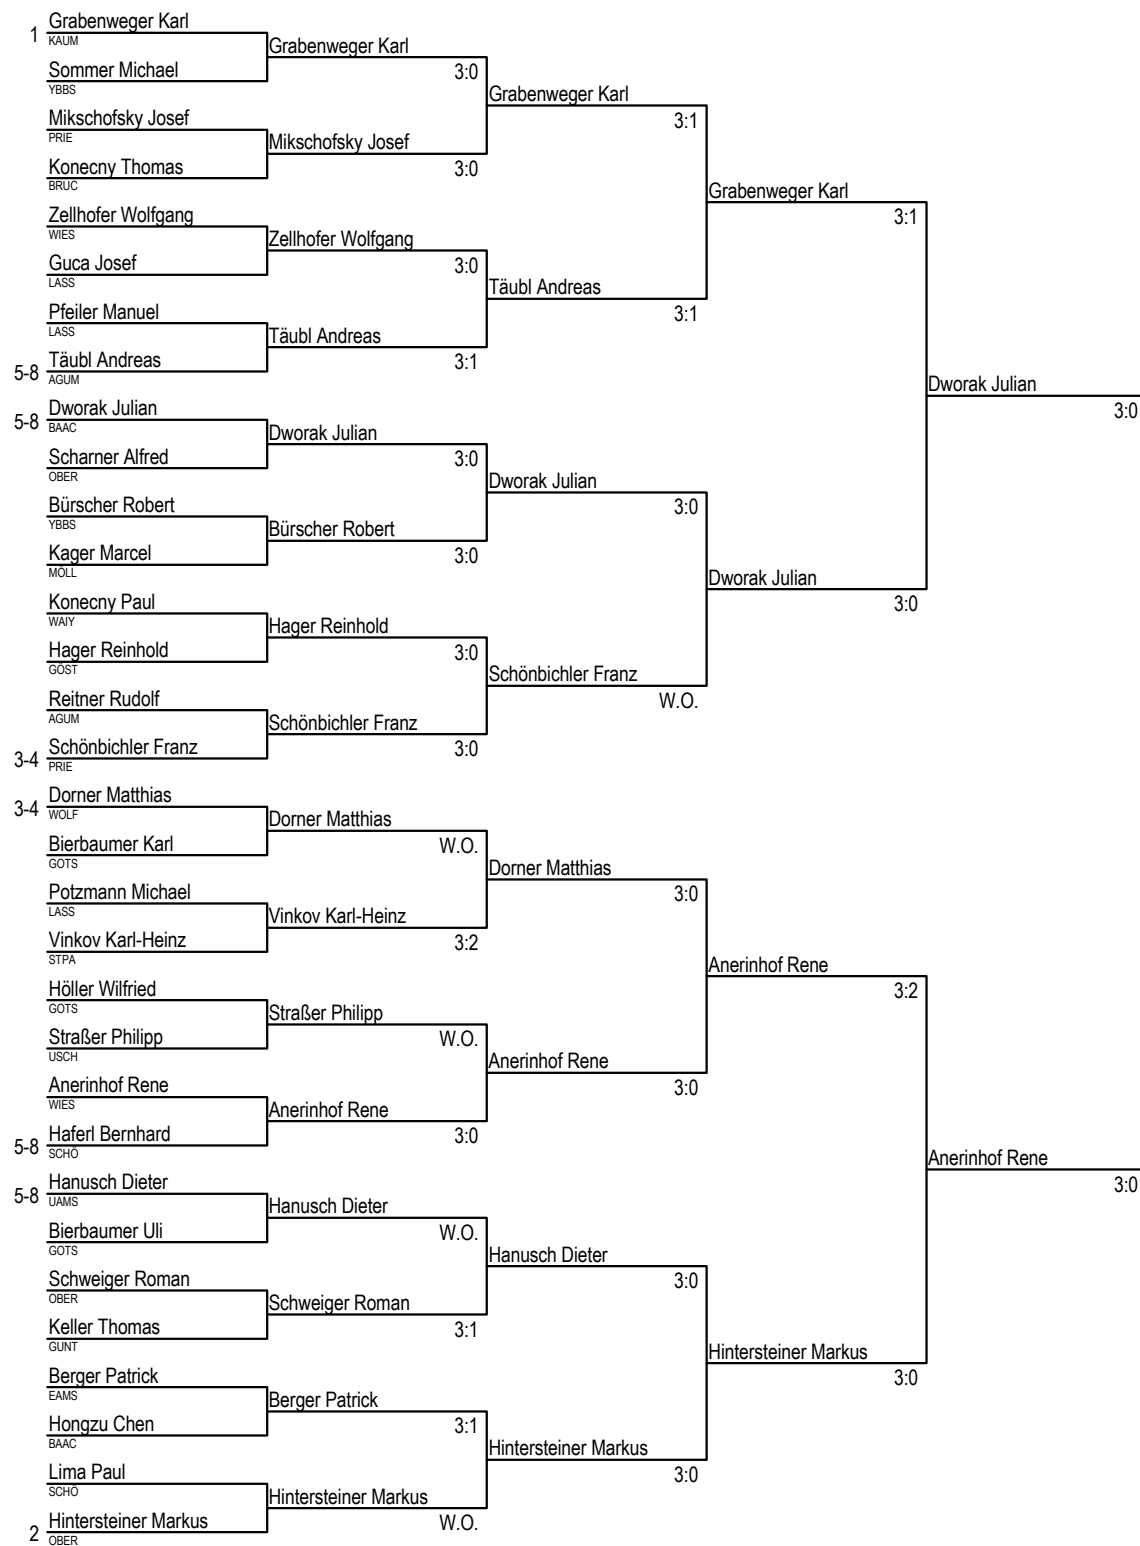 Grabenweger Karl
1
KAUM
Grabenweger Karl
Sommer Michael
3:0
YBBS
Grabenweger Karl
Mikschofsky Josef
3:1
PRIE
Mikschofsky Josef
Konecny Thomas
3:0
BRUC
Grabenweger Karl
Zellhofer Wolfgang
3:1
WIES
Zellhofer Wolfgang
Guca Josef
3:0
LASS
Täubl Andreas
Pfeiler Manuel
3:1
LASS
Täubl Andreas
Täubl Andreas
3:1
5-8
AGUM
Dworak Julian
Dworak Julian
3:0
5-8
BAAC
Dworak Julian
Scharner Alfred
3:0
OBER
Dworak Julian
Bürscher Robert
3:0
YBBS
Bürscher Robert
Kager Marcel
3:0
MÖLL
Dworak Julian
Konecny Paul
3:0
WAIY
Hager Reinhold
Hager Reinhold
3:0
GÖST
Schönbichler Franz
Reitner Rudolf
W.O.
AGUM
Schönbichler Franz
Schönbichler Franz
3:0
3-4
PRIE
Dorner Matthias
3-4
WOLF
Dorner Matthias
Bierbaumer Karl
W.O.
GOTS
Dorner Matthias
Potzmann Michael
3:0
LASS
Vinkov Karl-Heinz
Vinkov Karl-Heinz
3:2
STPA
Anerinhof Rene
Höller Wilfried
3:2
GOTS
Straßer Philipp
Straßer Philipp
W.O.
USCH
Anerinhof Rene
Anerinhof Rene
3:0
WIES
Anerinhof Rene
Haferl Bernhard
3:0
5-8
SCHÖ
Anerinhof Rene
Hanusch Dieter
3:0
5-8
UAMS
Hanusch Dieter
Bierbaumer Uli
W.O.
GOTS
Hanusch Dieter
Schweiger Roman
3:0
OBER
Schweiger Roman
Keller Thomas
3:1
GUNT
Hintersteiner Markus
Berger Patrick
3:0
EAMS
Berger Patrick
Hongzu Chen
3:1
BAAC
Hintersteiner Markus
Lima Paul
3:0
SCHÖ
Hintersteiner Markus
Hintersteiner Markus
W.O.
2
OBER